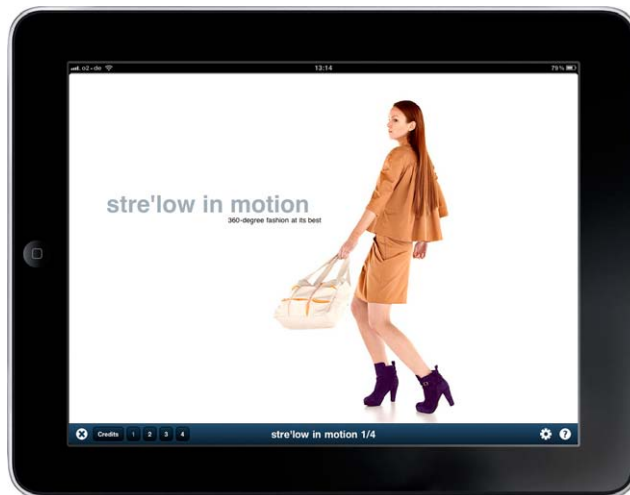 o2-de
13:14
79%
stre'low in motion
360-degree fashion at its best
Credits 1 2 3 4
stre'low in motion 1/4
?